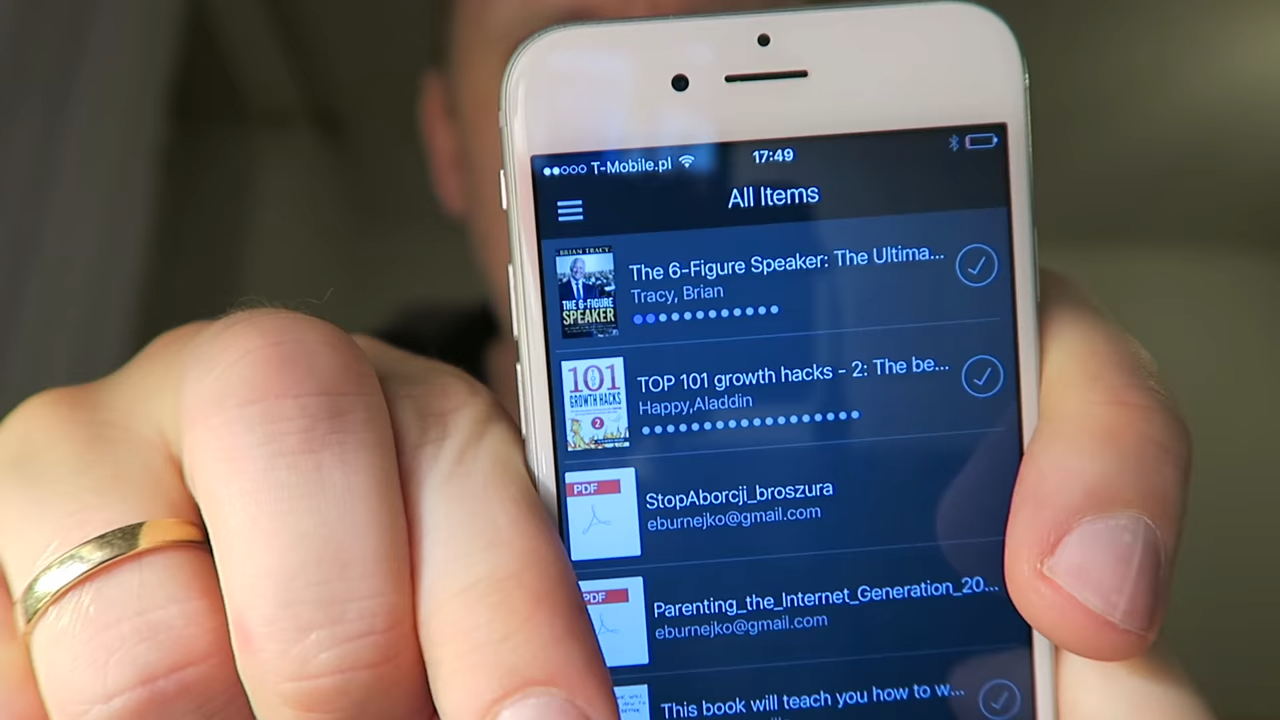 T-Mobile.pl 17:49
All Items
BRIAN TRACY
THE 6-FIGURE
SPEAKER
The 6-Figure Speaker: The Ultima...
Tracy, Brian
101
GROWTH HACKS
2
TOP 101 growth hacks - 2: The be...
Happy,Aladdin
PDF
StopAborcji_broszura
eburnejko@gmail.com
PDF
Parenting_the_Internet_Generation_20...
eburnejko@gmail.com
This book will teach you how to w...